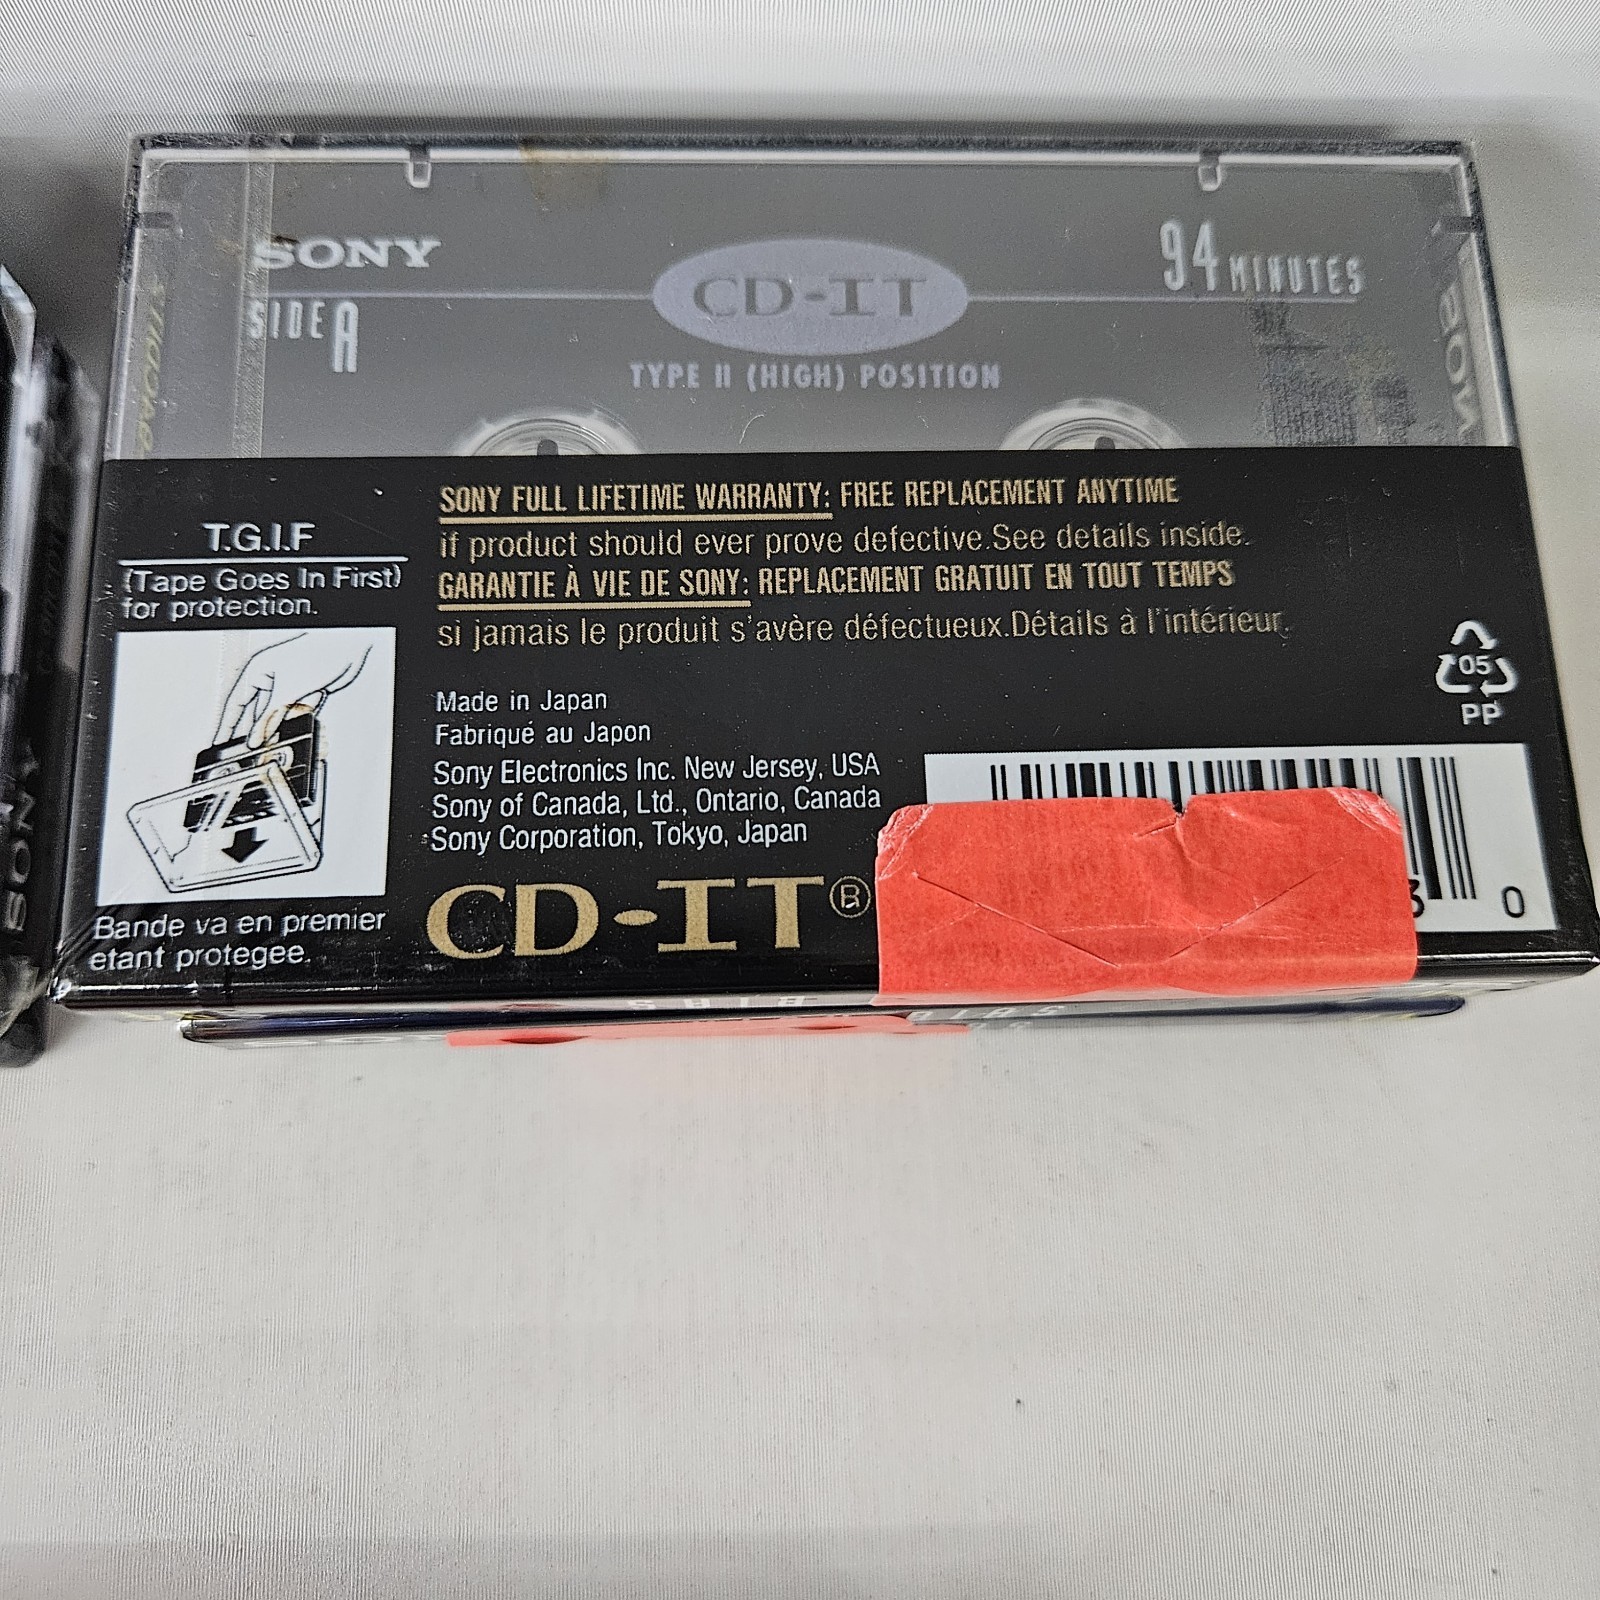 SONY
94 MINUTES
CD-IT
SIDE A
TYPE II (HIGH) POSITION
T.G.I.F
(Tape Goes In First)
for protection.
Bande va en premier
etant protegee.
SONY FULL LIFETIME WARRANTY: FREE REPLACEMENT ANYTIME
if product should ever prove defective.See details inside.
GARANTIE À VIE DE SONY: REPLACEMENT GRATUIT EN TOUT TEMPS
si jamais le produit s'avère défectueux.Détails à l'intérieur.
Made in Japan
Fabriqué au Japon
Sony Electronics Inc. New Jersey, USA
Sony of Canada, Ltd., Ontario, Canada
Sony Corporation, Tokyo, Japan
CD-IT®
05
PP
3 0
SONY
SONY